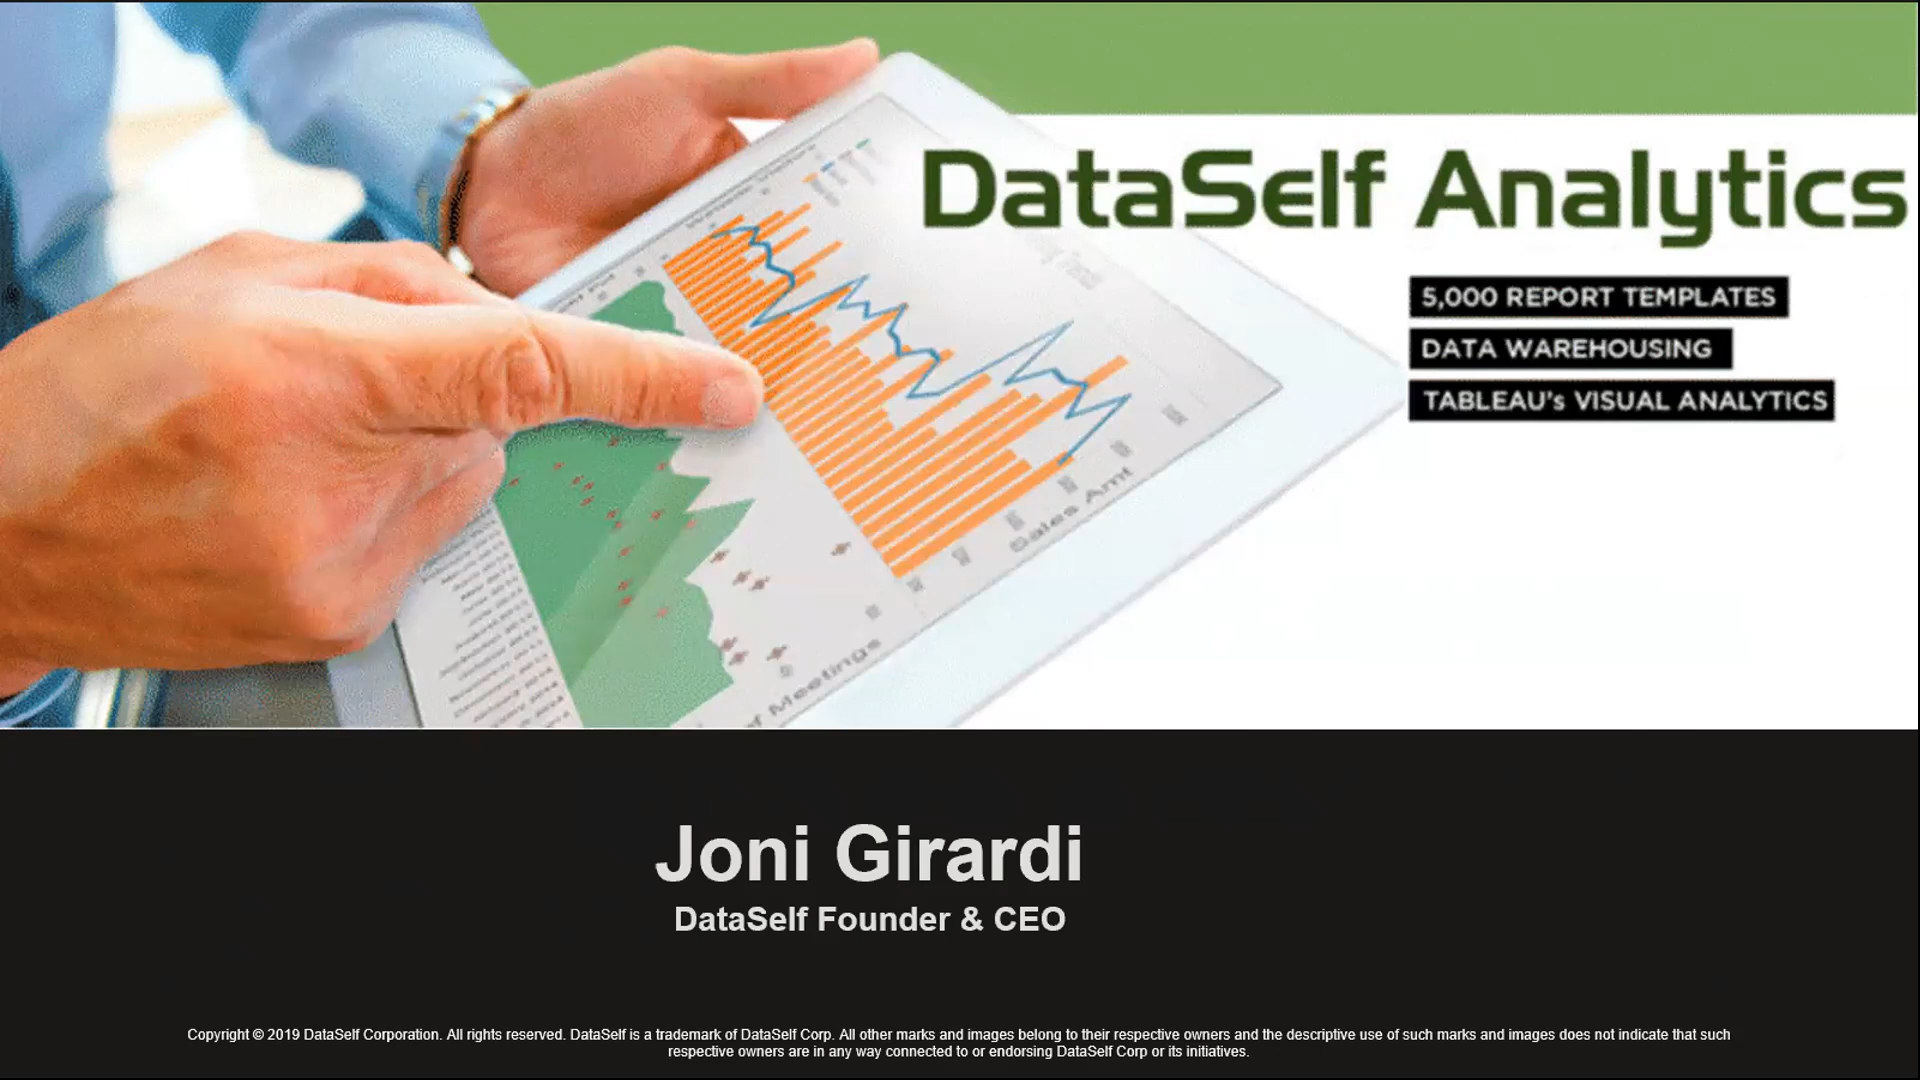 DataSelf Analytics
5,000 REPORT TEMPLATES
DATA WAREHOUSING
TABLEAU's VISUAL ANALYTICS
Sales Amt
Meetings
Joni Girardi
DataSelf Founder & CEO
Copyright © 2019 DataSelf Corporation. All rights reserved. DataSelf is a trademark of DataSelf Corp. All other marks and images belong to their respective owners and the descriptive use of such marks and images does not indicate that such
respective owners are in any way connected to or endorsing DataSelf Corp or its initiatives.